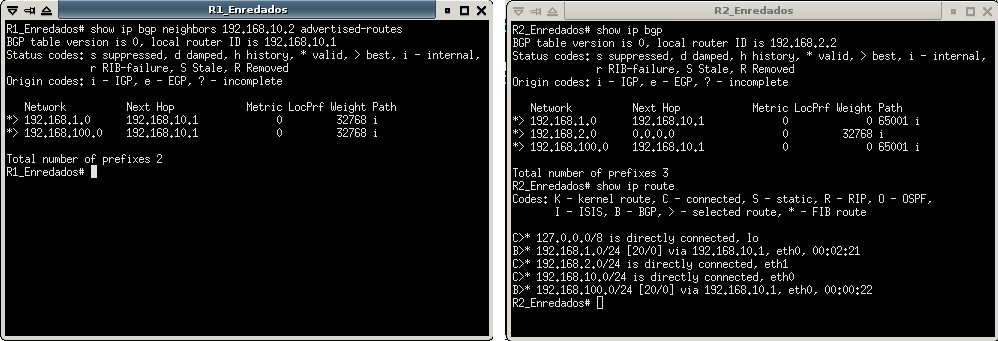 R1_Enredados
R1_Enredados# show ip bgp neighbors 192.168.10.2 advertised-routes
BGP table version is 0, local router ID is 192.168.10.1
Status codes: s suppressed, d damped, h history, * valid, > best, i - internal,
r RIB-failure, S Stale, R Removed
Origin codes: i - IGP, e - EGP, ? - incomplete
Network Next Hop Metric LocPrf Weight Path
*> 192.168.1.0 192.168.10.1 0 32768 i
*> 192.168.100.0 192.168.10.1 0 32768 i
Total number of prefixes 2
R1_Enredados#
R2_Enredados
R2_Enredados# show ip bgp
BGP table version is 0, local router ID is 192.168.2.2
Status codes: s suppressed, d damped, h history, * valid, > best, i - internal,
r RIB-failure, S Stale, R Removed
Origin codes: i - IGP, e - EGP, ? - incomplete
Network Next Hop Metric LocPrf Weight Path
*> 192.168.1.0 192.168.10.1 0 0 65001 i
*> 192.168.2.0 0.0.0.0 0 32768 i
*> 192.168.100.0 192.168.10.1 0 0 65001 i
Total number of prefixes 3
R2_Enredados# show ip route
Codes: K - kernel route, C - connected, S - static, R - RIP, O - OSPF,
I - ISIS, B - BGP, > - selected route, * - FIB route
C>* 127.0.0.0/8 is directly connected, lo
B>* 192.168.1.0/24 [20/0] via 192.168.10.1, eth0, 00:02:21
C>* 192.168.2.0/24 is directly connected, eth1
C>* 192.168.10.0/24 is directly connected, eth0
B>* 192.168.100.0/24 [20/0] via 192.168.10.1, eth0, 00:00:22
R2_Enredados#